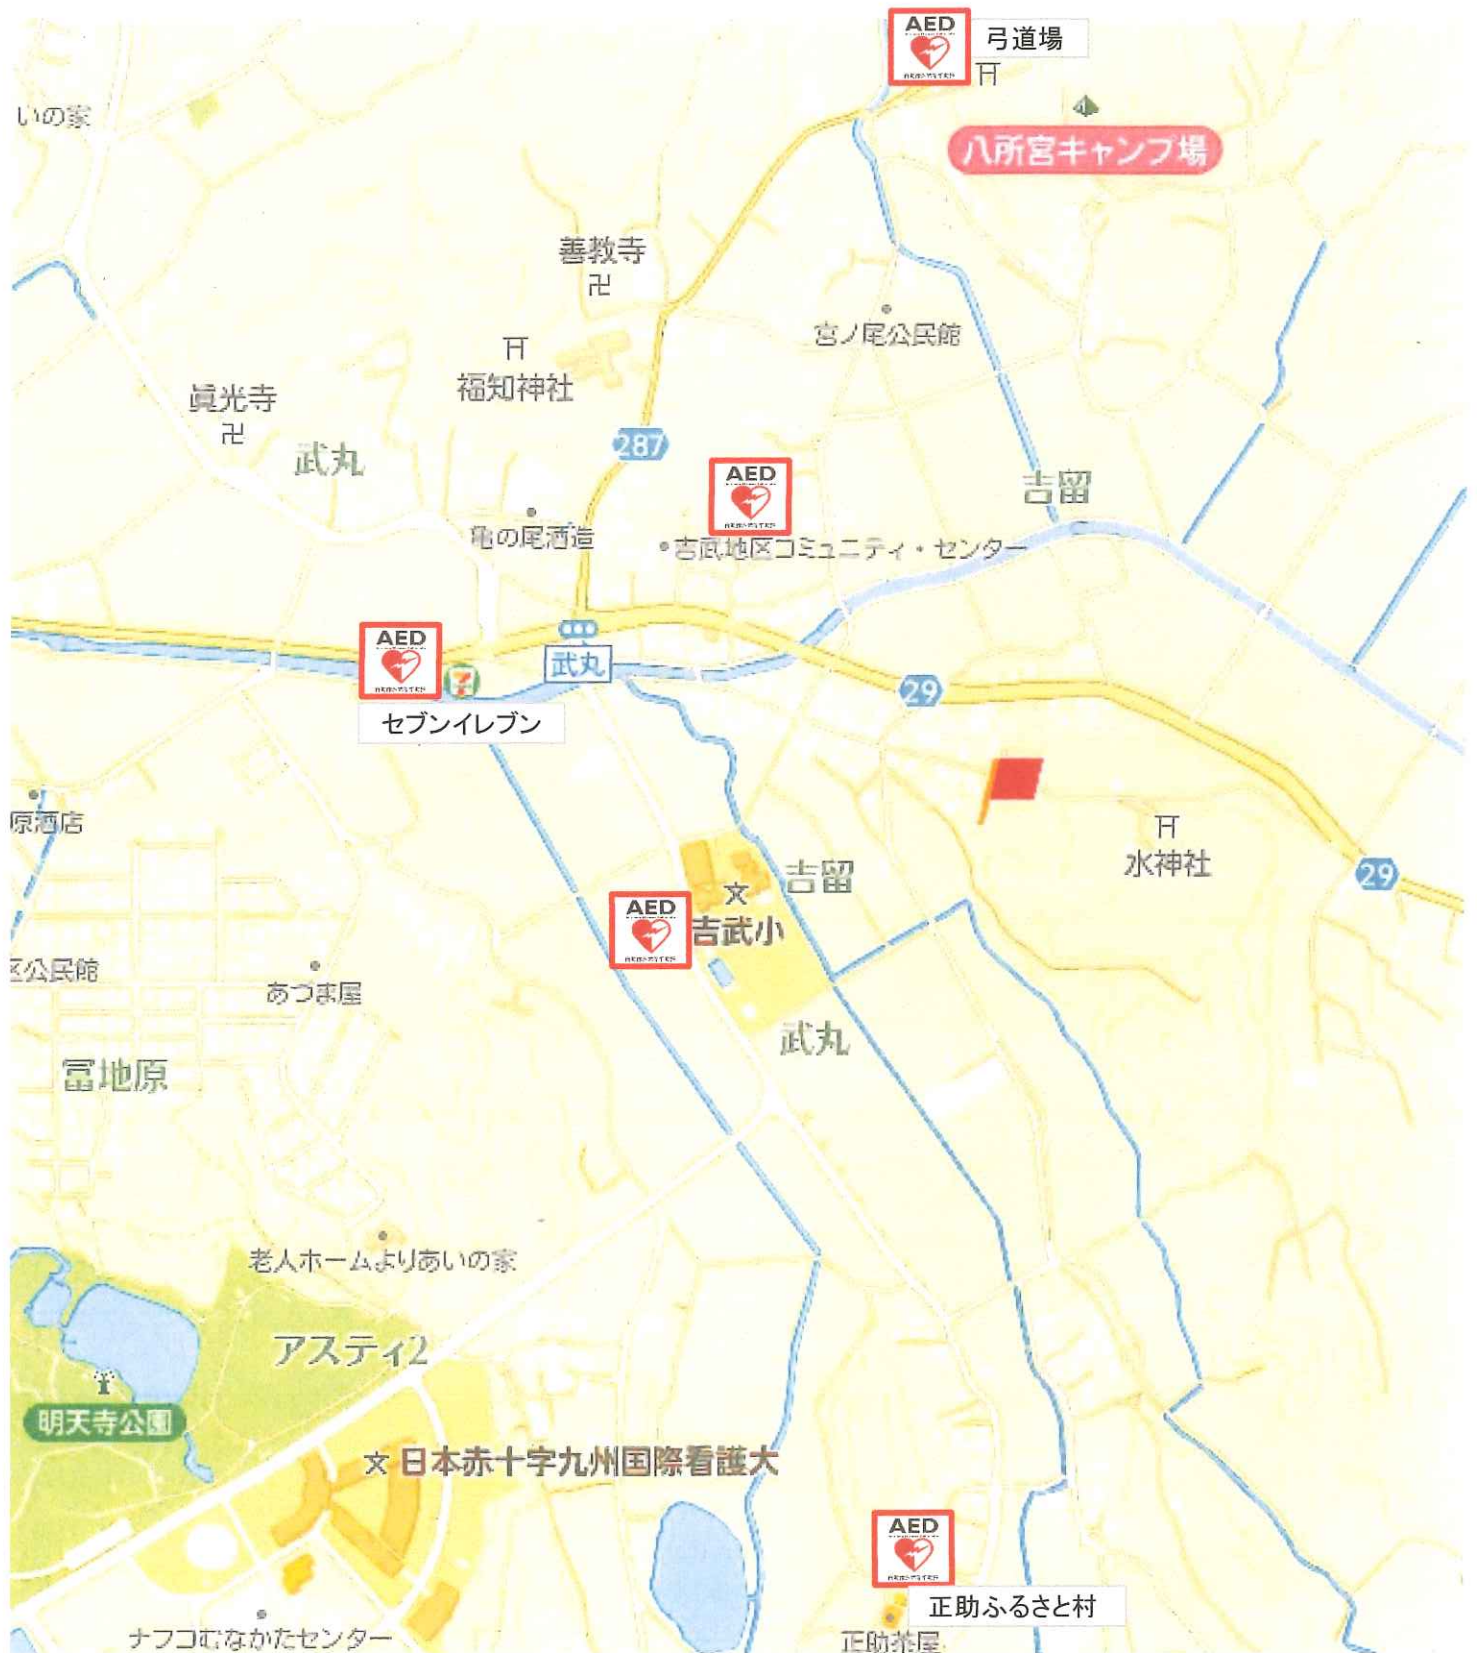 AED
弓道場
いの家
八所宮キャンプ場
善教寺
宮ノ尾公民館
福知神社
眞光寺
武丸
287
AED
吉留
亀の尾酒造
吉武地区コミュニティ・センター
AED
武丸
29
セブンイレブン
原酒店
水神社
29
吉留
AED
文
吉武小
区公民館
あづま屋
武丸
冨地原
老人ホームよりあいの家
アスティ2
明天寺公園
文 日本赤十字九州国際看護大
AED
正助ふるさと村
ナフコむなかたセンター
正助茶屋